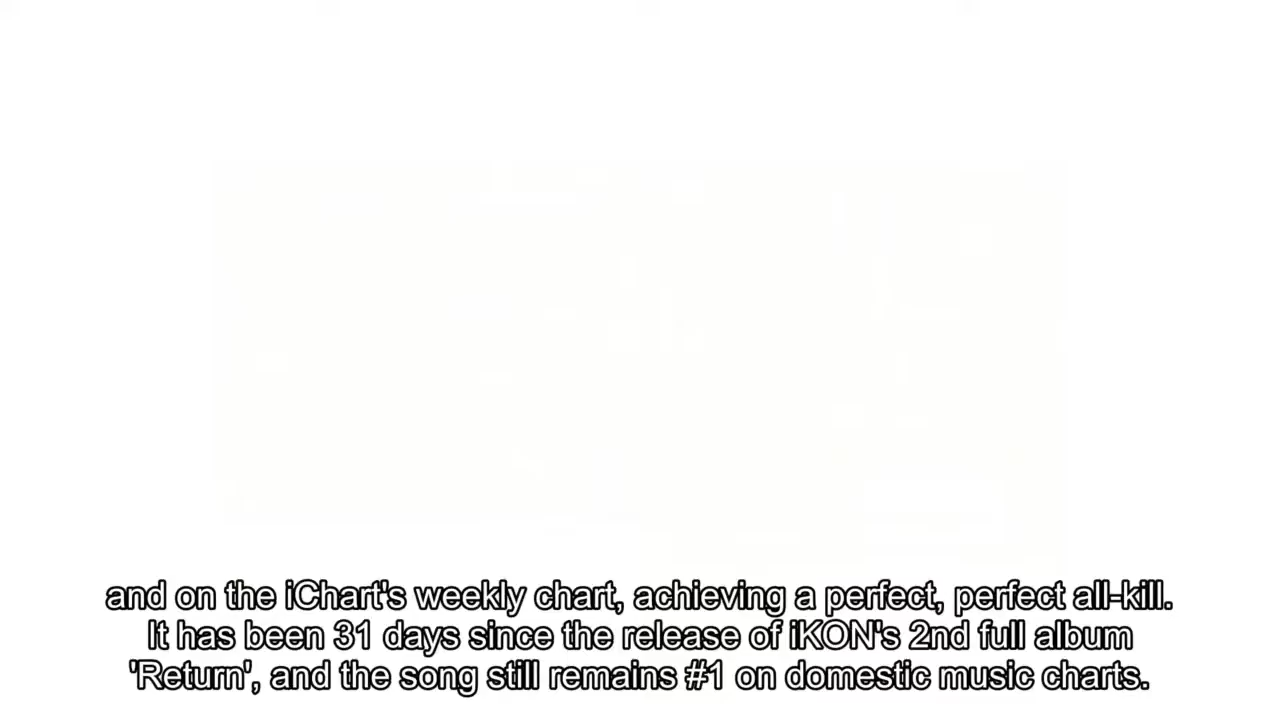 and on the iChart's weekly chart, achieving a perfect, perfect all-kill.
It has been 31 days since the release of iKON's 2nd full album
'Return', and the song still remains #1 on domestic music charts.